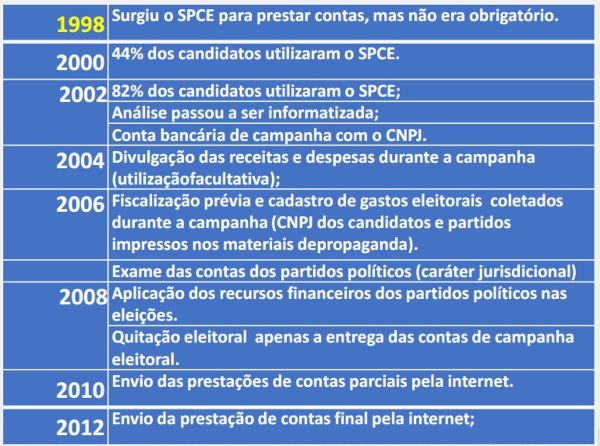 1998
Surgiu o SPCE para prestar contas, mas não era obrigatório.
2000
44% dos candidatos utilizaram o SPCE.
2002
82% dos candidatos utilizaram o SPCE;
Análise passou a ser informatizada;
Conta bancária de campanha com o CNPJ.
2004
Divulgação das receitas e despesas durante a campanha
(utilizaçãofacultativa);
2006
Fiscalização prévia e cadastro de gastos eleitorais coletados
durante a campanha (CNPJ dos candidatos e partidos
impressos nos materiais depropaganda).
Exame das contas dos partidos políticos (caráter jurisdicional)
2008
Aplicação dos recursos financeiros dos partidos políticos nas
eleições.
Quitação eleitoral apenas a entrega das contas de campanha
eleitoral.
2010
Envio das prestações de contas parciais pela internet.
2012
Envio da prestação de contas final pela internet;